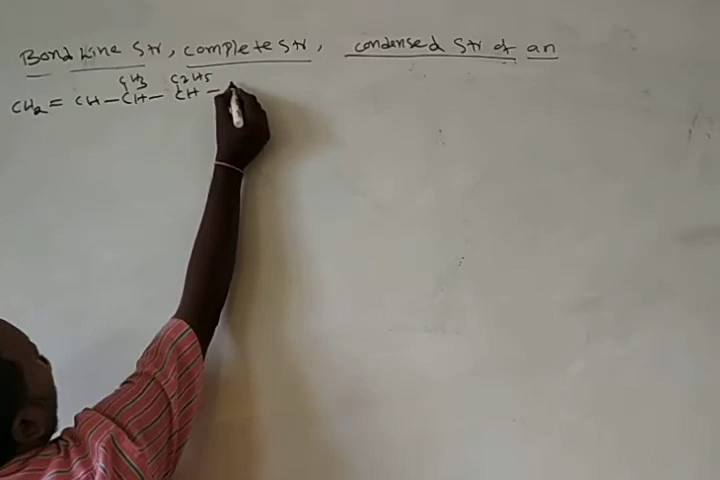 Bond Line Str, complete Str, condensed Str of an
CH3 C2H5
CH2 = CH - CH - CH -